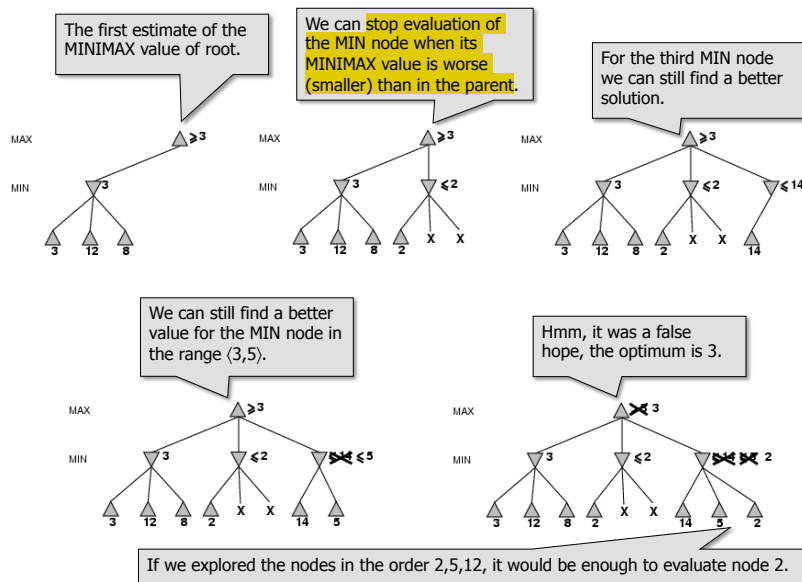 The first estimate of the
MINIMAX value of root.
We can stop evaluation of
the MIN node when its
MINIMAX value is worse
(smaller) than in the parent.
For the third MIN node
we can still find a better
solution.
MAX
⩾3
MAX
⩾3
MAX
⩾3
MIN
3
MIN
3
⩽2
MIN
3
⩽2
⩽14
3 12 8
3 12 8 2 X X
3 12 8 2 X X 14
We can still find a better
value for the MIN node in
the range ⟨3,5⟩.
Hmm, it was a false
hope, the optimum is 3.
MAX
⩾3
MAX
⩾3 3
MIN
3
⩽2
⩽14 ⩽5
MIN
3
⩽2
⩽14 ⩽5 2
3 12 8 2 X X 14 5
3 12 8 2 X X 14 5 2
If we explored the nodes in the order 2,5,12, it would be enough to evaluate node 2.